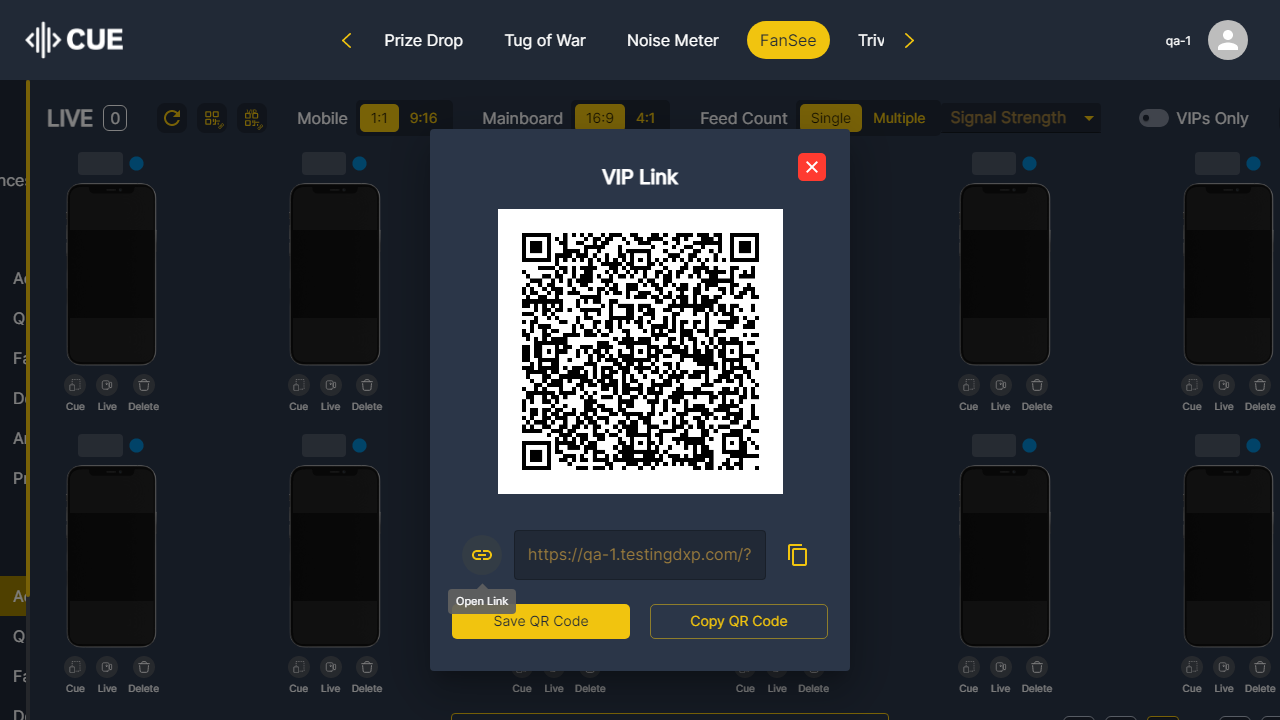 CUE
Prize Drop
Tug of War
Noise Meter
FanSee
Triv
qa-1
LIVE 0
Mobile 1:1 9:16
Mainboard 16:9 4:1
Feed Count Single Multiple
Signal Strength
VIPs Only
VIP Link
https://qa-1.testingdxp.com/?
Open Link
Save QR Code
Copy QR Code
nces
Ac
Q
Fa
D
A
P
Ac
Q
Fa
D
Cue Live Delete
Cue Live Delete
Cue Live Delete
Cue Live Delete
Cue Live Delete
Cue Live Delete
Cue Live Delete
Cue Live Delete
Cue Live Delete
Cue Live Delete